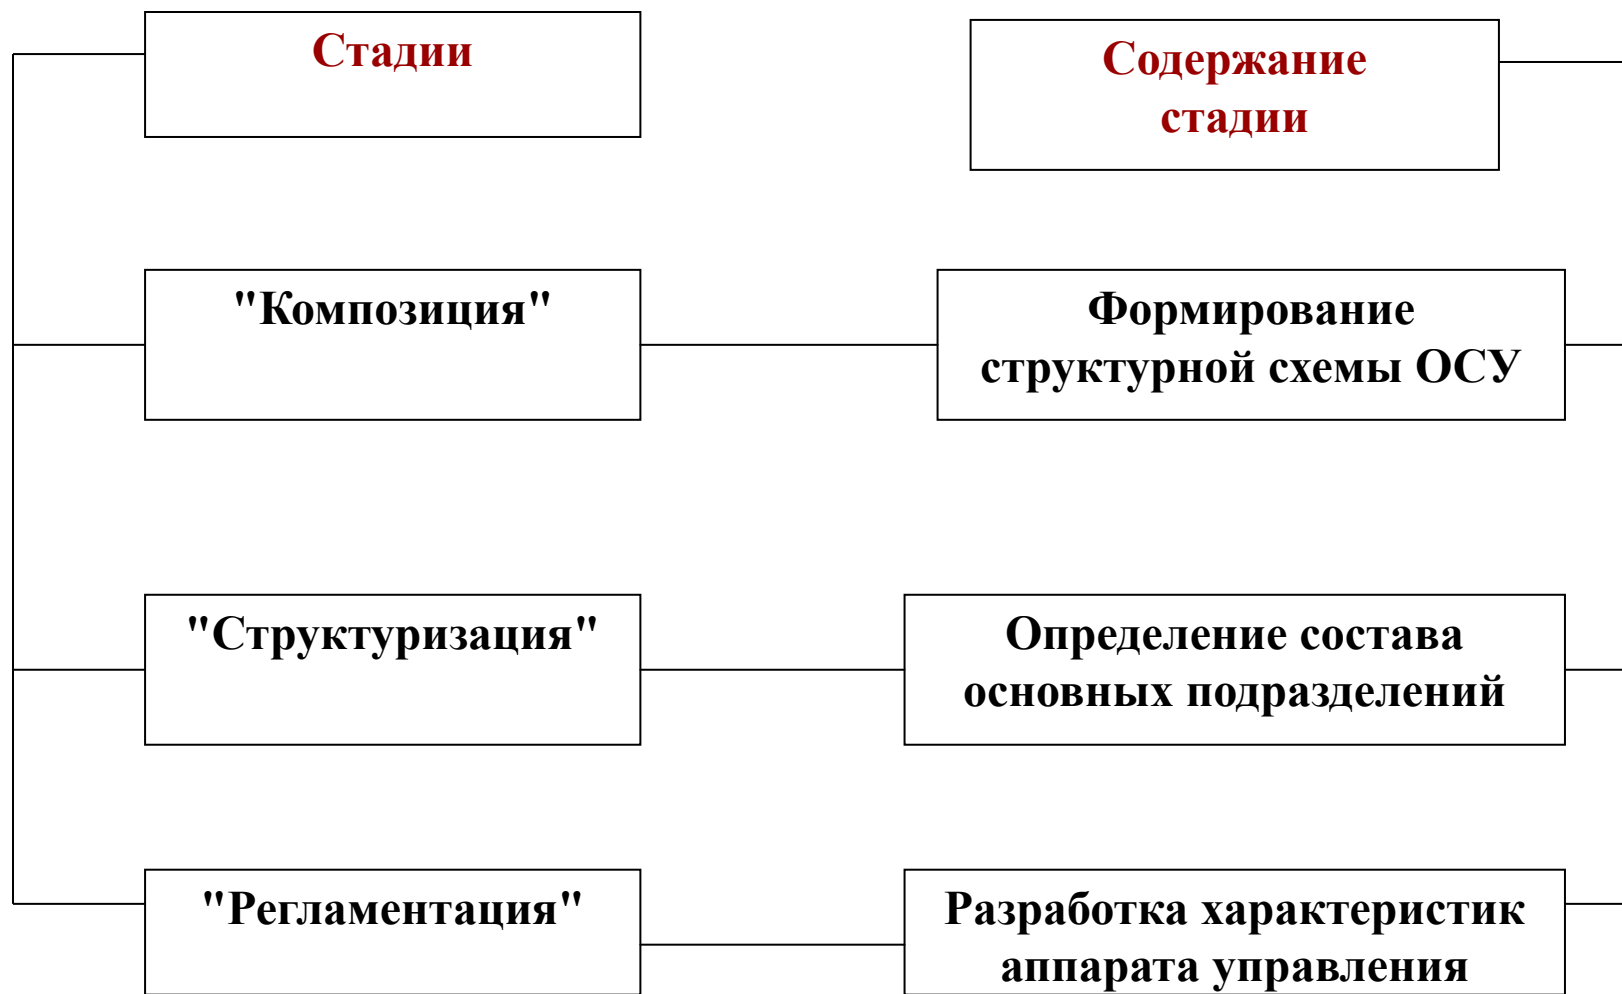 Стадии
Содержание
стадии
"Композиция"
Формирование
структурной схемы ОСУ
"Структуризация"
Определение состава
основных подразделений
"Регламентация"
Разработка характеристик
аппарата управления